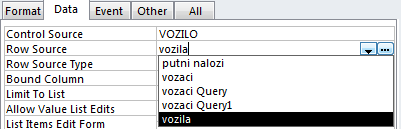 Format Data Event Other All
Control Source VOZILO
Row Source vozila
Row Source Type putni nalozi
Bound Column vozaci
Limit To List vozaci Query
Allow Value List Edits vozaci Query1
List Items Edit Form vozila